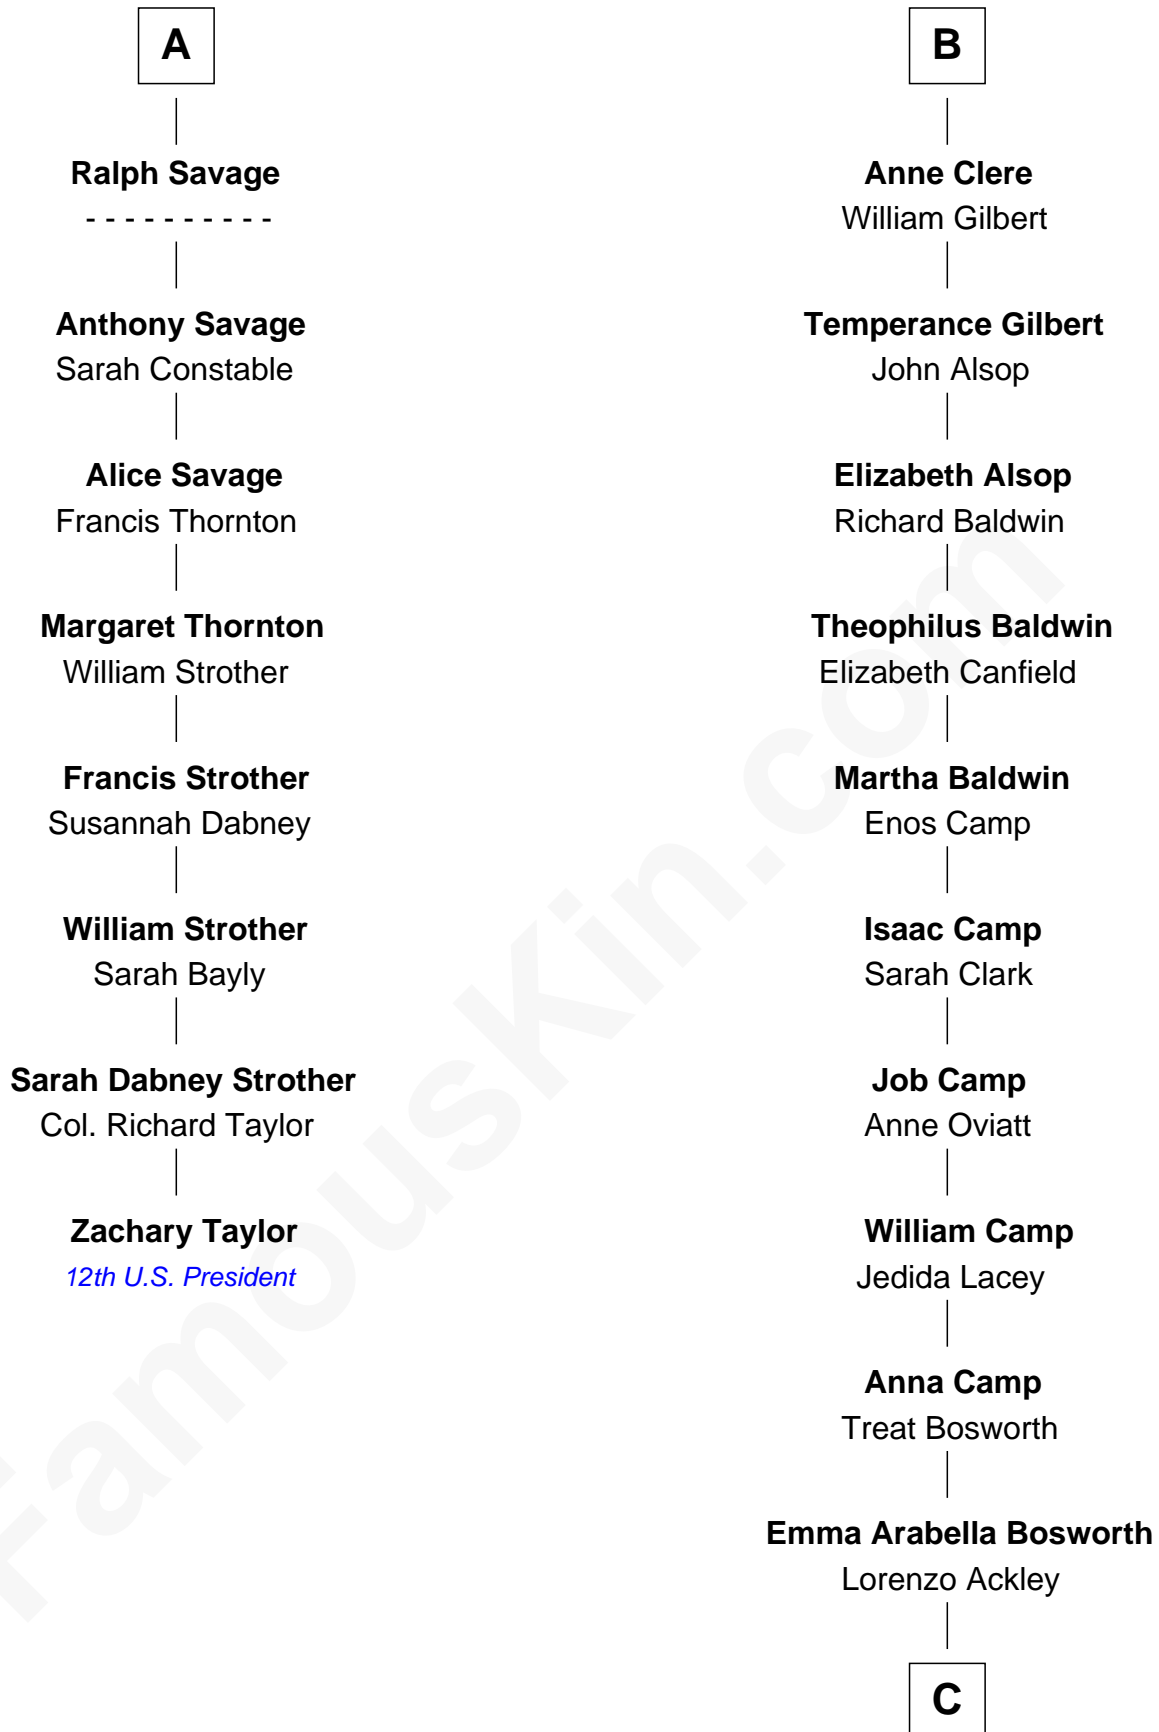 A
Ralph Savage
- - - - - - - - - -
Anthony Savage
Sarah Constable
Alice Savage
Francis Thornton
Margaret Thornton
William Strother
Francis Strother
Susannah Dabney
William Strother
Sarah Bayly
Sarah Dabney Strother
Col. Richard Taylor
Zachary Taylor
12th U.S. President
B
Anne Clere
William Gilbert
Temperance Gilbert
John Alsop
Elizabeth Alsop
Richard Baldwin
Theophilus Baldwin
Elizabeth Canfield
Martha Baldwin
Enos Camp
Isaac Camp
Sarah Clark
Job Camp
Anne Oviatt
William Camp
Jedida Lacey
Anna Camp
Treat Bosworth
Emma Arabella Bosworth
Lorenzo Ackley
C
FamousKin.com